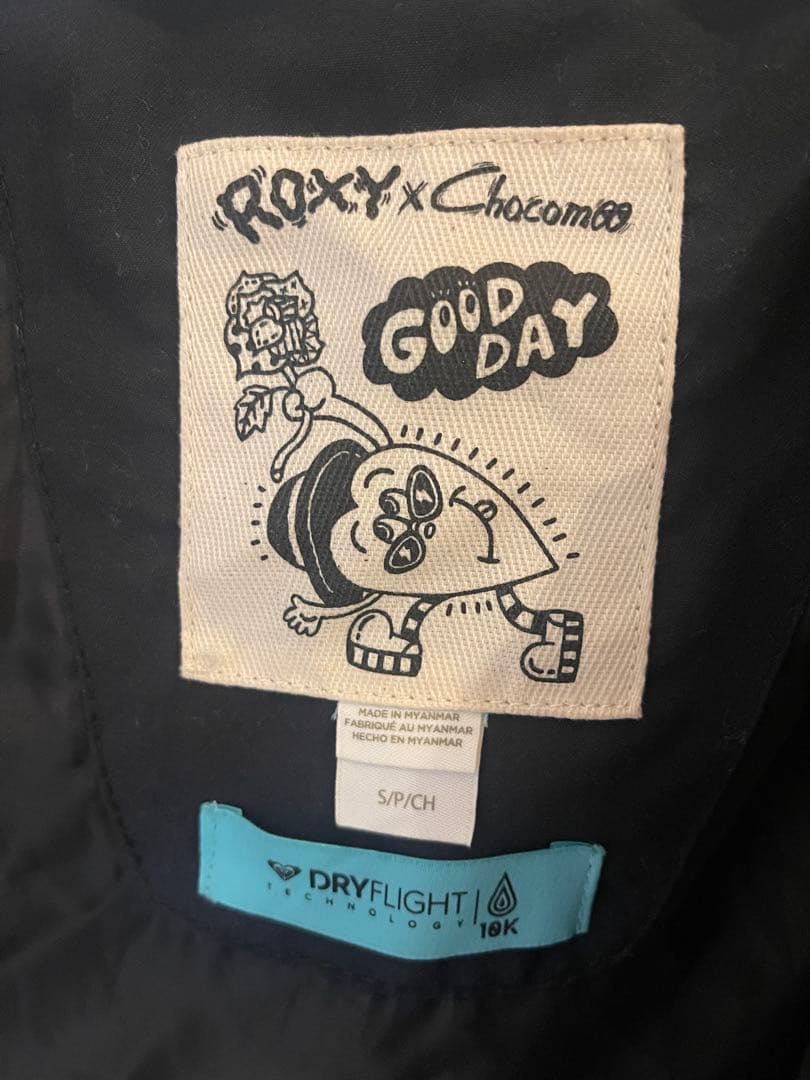 ROXY x Chocomoo
GOOD
DAY
MADE IN MYANMAR
FABRIQUÉ AU MYANMAR
HECHO EN MYANMAR
S/P/CH
DRYFLIGHT
TECHNOLOGY
10K